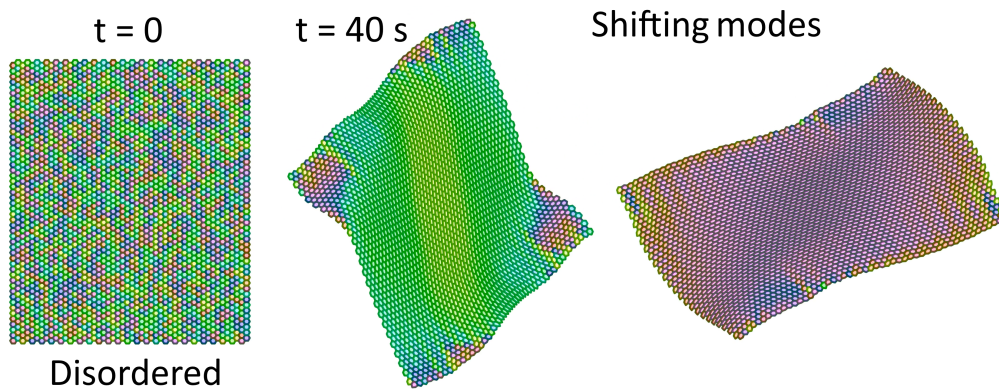 t = 0
t = 40 s
Shifting modes
Disordered